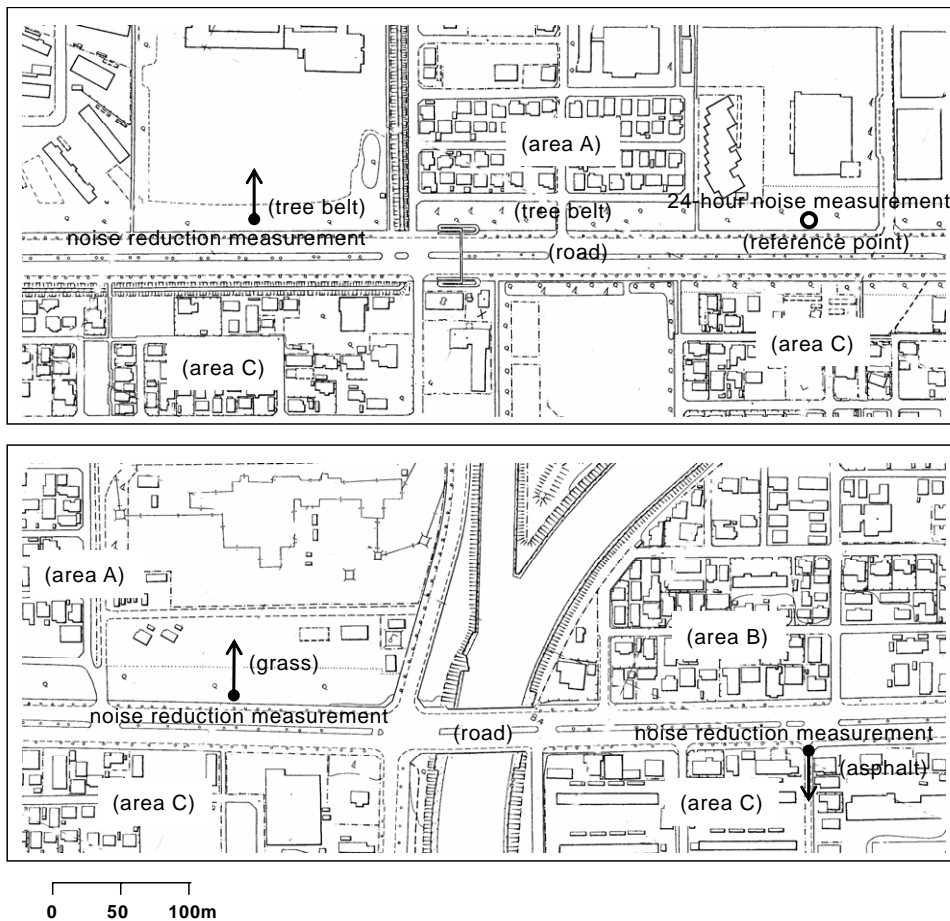 (area A)
(tree belt)
(tree belt)
24-hour noise measurement
noise reduction measurement
(road)
(reference point)
(area C)
(area C)
(area A)
(grass)
(area B)
noise reduction measurement
(road)
noise reduction measurement
(asphalt)
(area C)
(area C)
0 50 100m